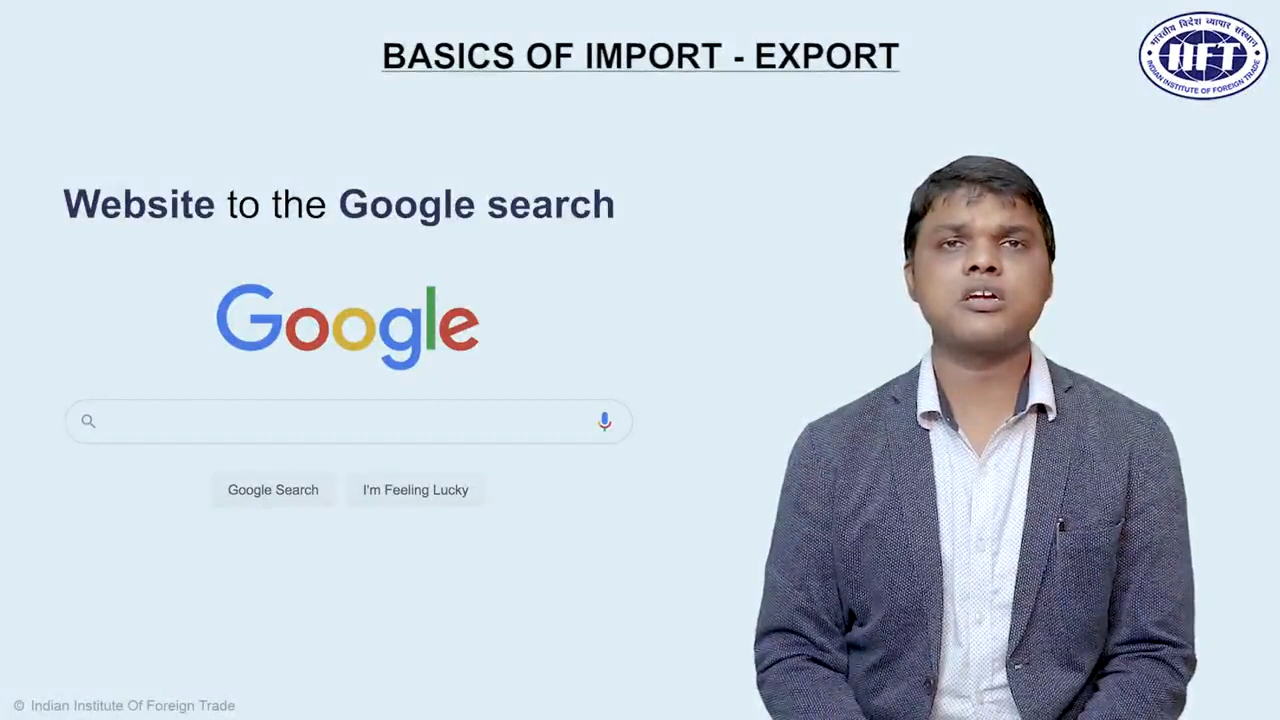 BASICS OF IMPORT - EXPORT
भारतीय विदेश व्यापार संस्थान
IIFT
INDIAN INSTITUTE OF FOREIGN TRADE
Website to the Google search
Google
Google Search
I'm Feeling Lucky
© Indian Institute Of Foreign Trade